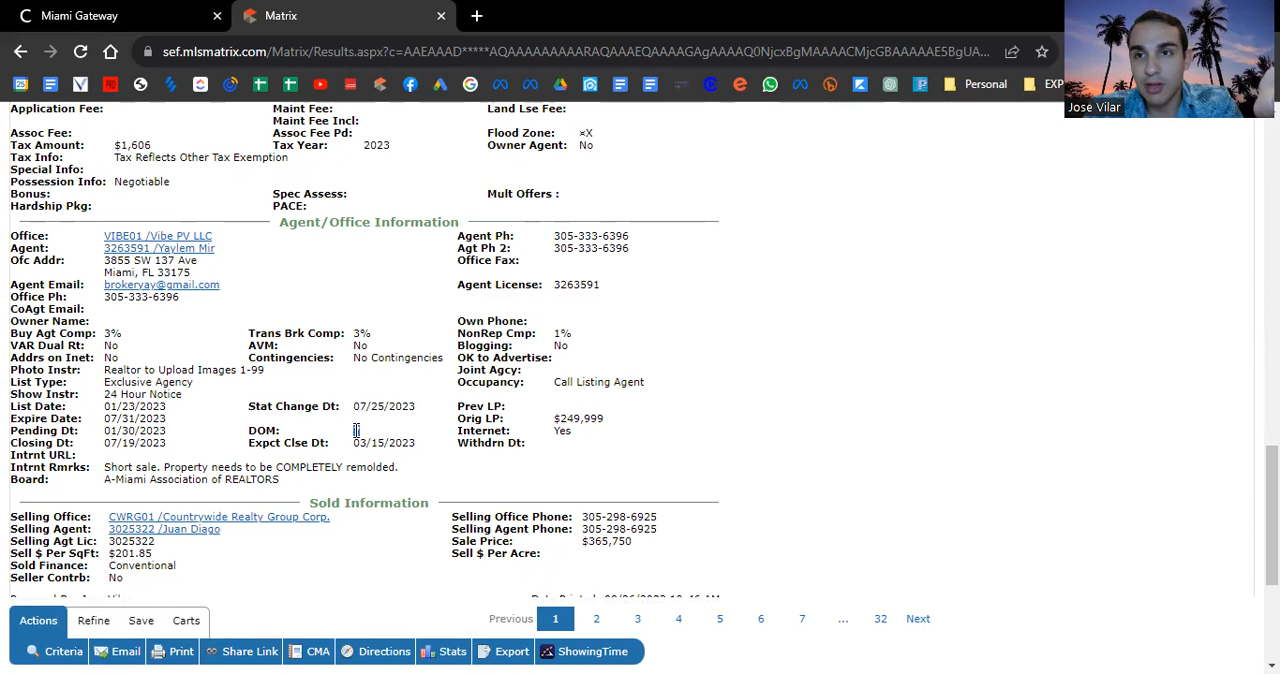 Miami Gateway
Matrix
sef.mlsmatrix.com/Matrix/Results.aspx?c=AAEAAAD*****AQAAAAAAAAARAQAAAEQAAAAGAgAAAAQ0NjcxBgMAAAACMjcGBAAAAAE5BgUA...
Personal
EXP
Jose Vilar
Application Fee: Maint Fee: Land Lse Fee:
Maint Fee Incl:
Assoc Fee: Assoc Fee Pd: Flood Zone: ¤X
Tax Amount: $1,606 Tax Year: 2023 Owner Agent: No
Tax Info: Tax Reflects Other Tax Exemption
Special Info:
Possession Info: Negotiable
Bonus: Spec Assess: Mult Offers :
Hardship Pkg: PACE:
Agent/Office Information
Office: VIBE01 /Vibe PV LLC Agent Ph: 305-333-6396
Agent: 3263591 /Yaylem Mir Agt Ph 2: 305-333-6396
Ofc Addr: 3855 SW 137 Ave Office Fax:
Miami, FL 33175
Agent Email: brokeryay@gmail.com Agent License: 3263591
Office Ph: 305-333-6396
CoAgt Email:
Owner Name: Own Phone:
Buy Agt Comp: 3% Trans Brk Comp: 3% NonRep Cmp: 1%
VAR Dual Rt: No AVM: No Blogging: No
Addrs on Inet: No Contingencies: No Contingencies OK to Advertise:
Photo Instr: Realtor to Upload Images 1-99 Joint Agcy:
List Type: Exclusive Agency Occupancy: Call Listing Agent
Show Instr: 24 Hour Notice
List Date: 01/23/2023 Stat Change Dt: 07/25/2023 Prev LP:
Expire Date: 07/31/2023 Orig LP: $249,999
Pending Dt: 01/30/2023 DOM: Internet: Yes
Closing Dt: 07/19/2023 Expct Clse Dt: 03/15/2023 Withdrn Dt:
Intrnt URL:
Intrnt Rmrks: Short sale. Property needs to be COMPLETELY remolded.
Board: A-Miami Association of REALTORS
Sold Information
Selling Office: CWRG01 /Countrywide Realty Group Corp. Selling Office Phone: 305-298-6925
Selling Agent: 3025322 /Juan Diago Selling Agent Phone: 305-298-6925
Selling Agt Lic: 3025322 Sale Price: $365,750
Sell $ Per SqFt: $201.85 Sell $ Per Acre:
Sold Finance: Conventional
Seller Contrb: No
Actions Refine Save Carts Previous 1 2 3 4 5 6 7 ... 32 Next
Criteria Email Print Share Link CMA Directions Stats Export ShowingTime